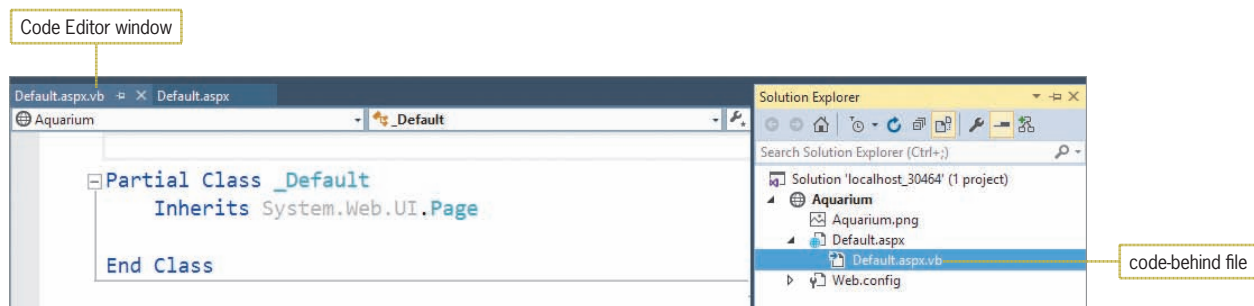 Code Editor window
Default.aspx.vb Default.aspx
Aquarium _Default
Partial Class _Default
Inherits System.Web.UI.Page
End Class
Solution Explorer
Search Solution Explorer (Ctrl+;)
Solution 'localhost_30464' (1 project)
Aquarium
Aquarium.png
Default.aspx
Default.aspx.vb
Web.config
code-behind file